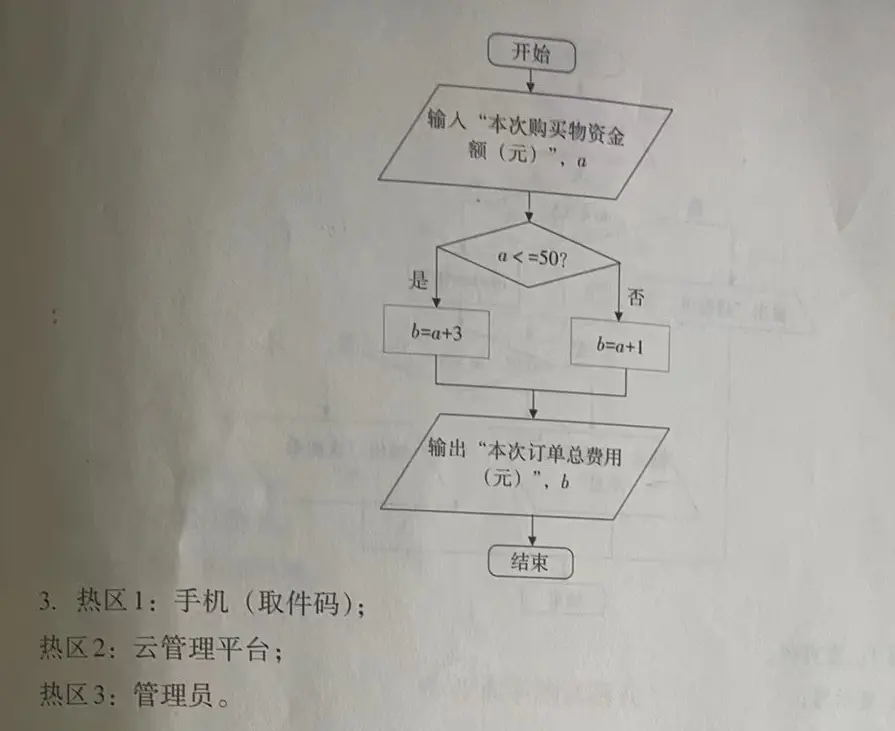 开始
输入“本次购买物资金
额（元）”，a
a<=50?
是
否
b=a+3
b=a+1
输出“本次订单总费用
（元）”，b
结束
3. 热区1：手机（取件码）；
热区2：云管理平台；
热区3：管理员。